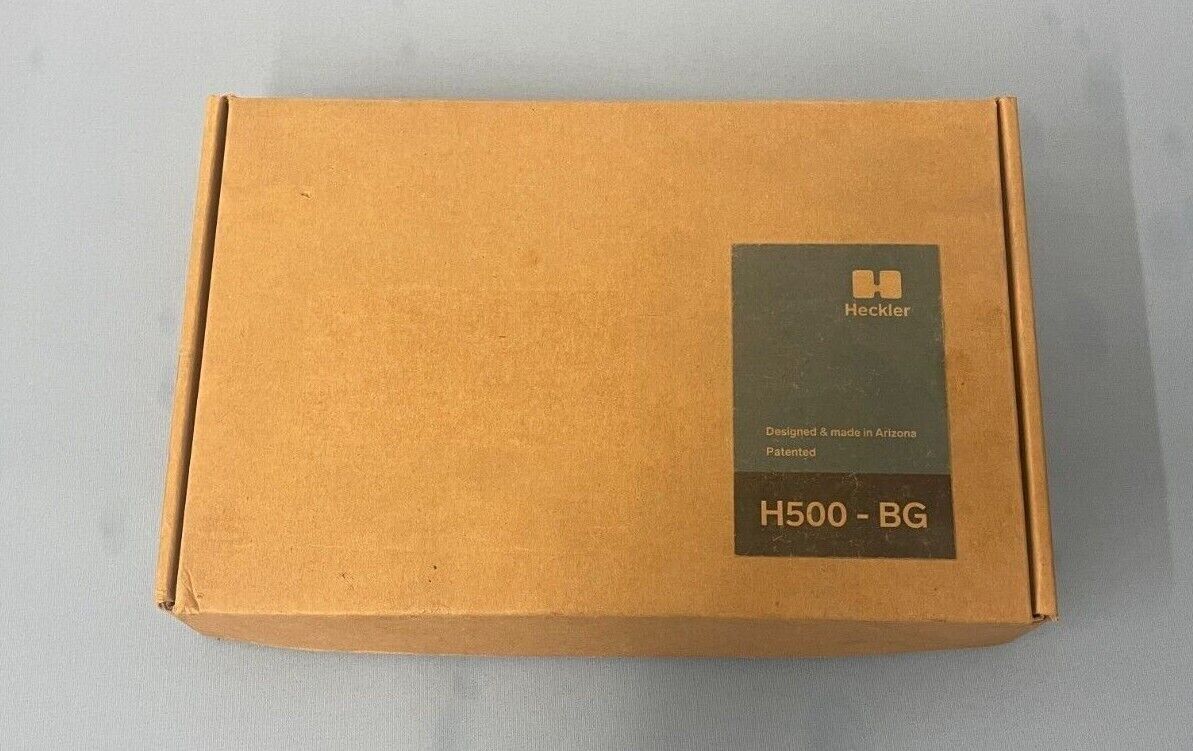 Heckler
Designed & made in Arizona
Patented
H500 - BG